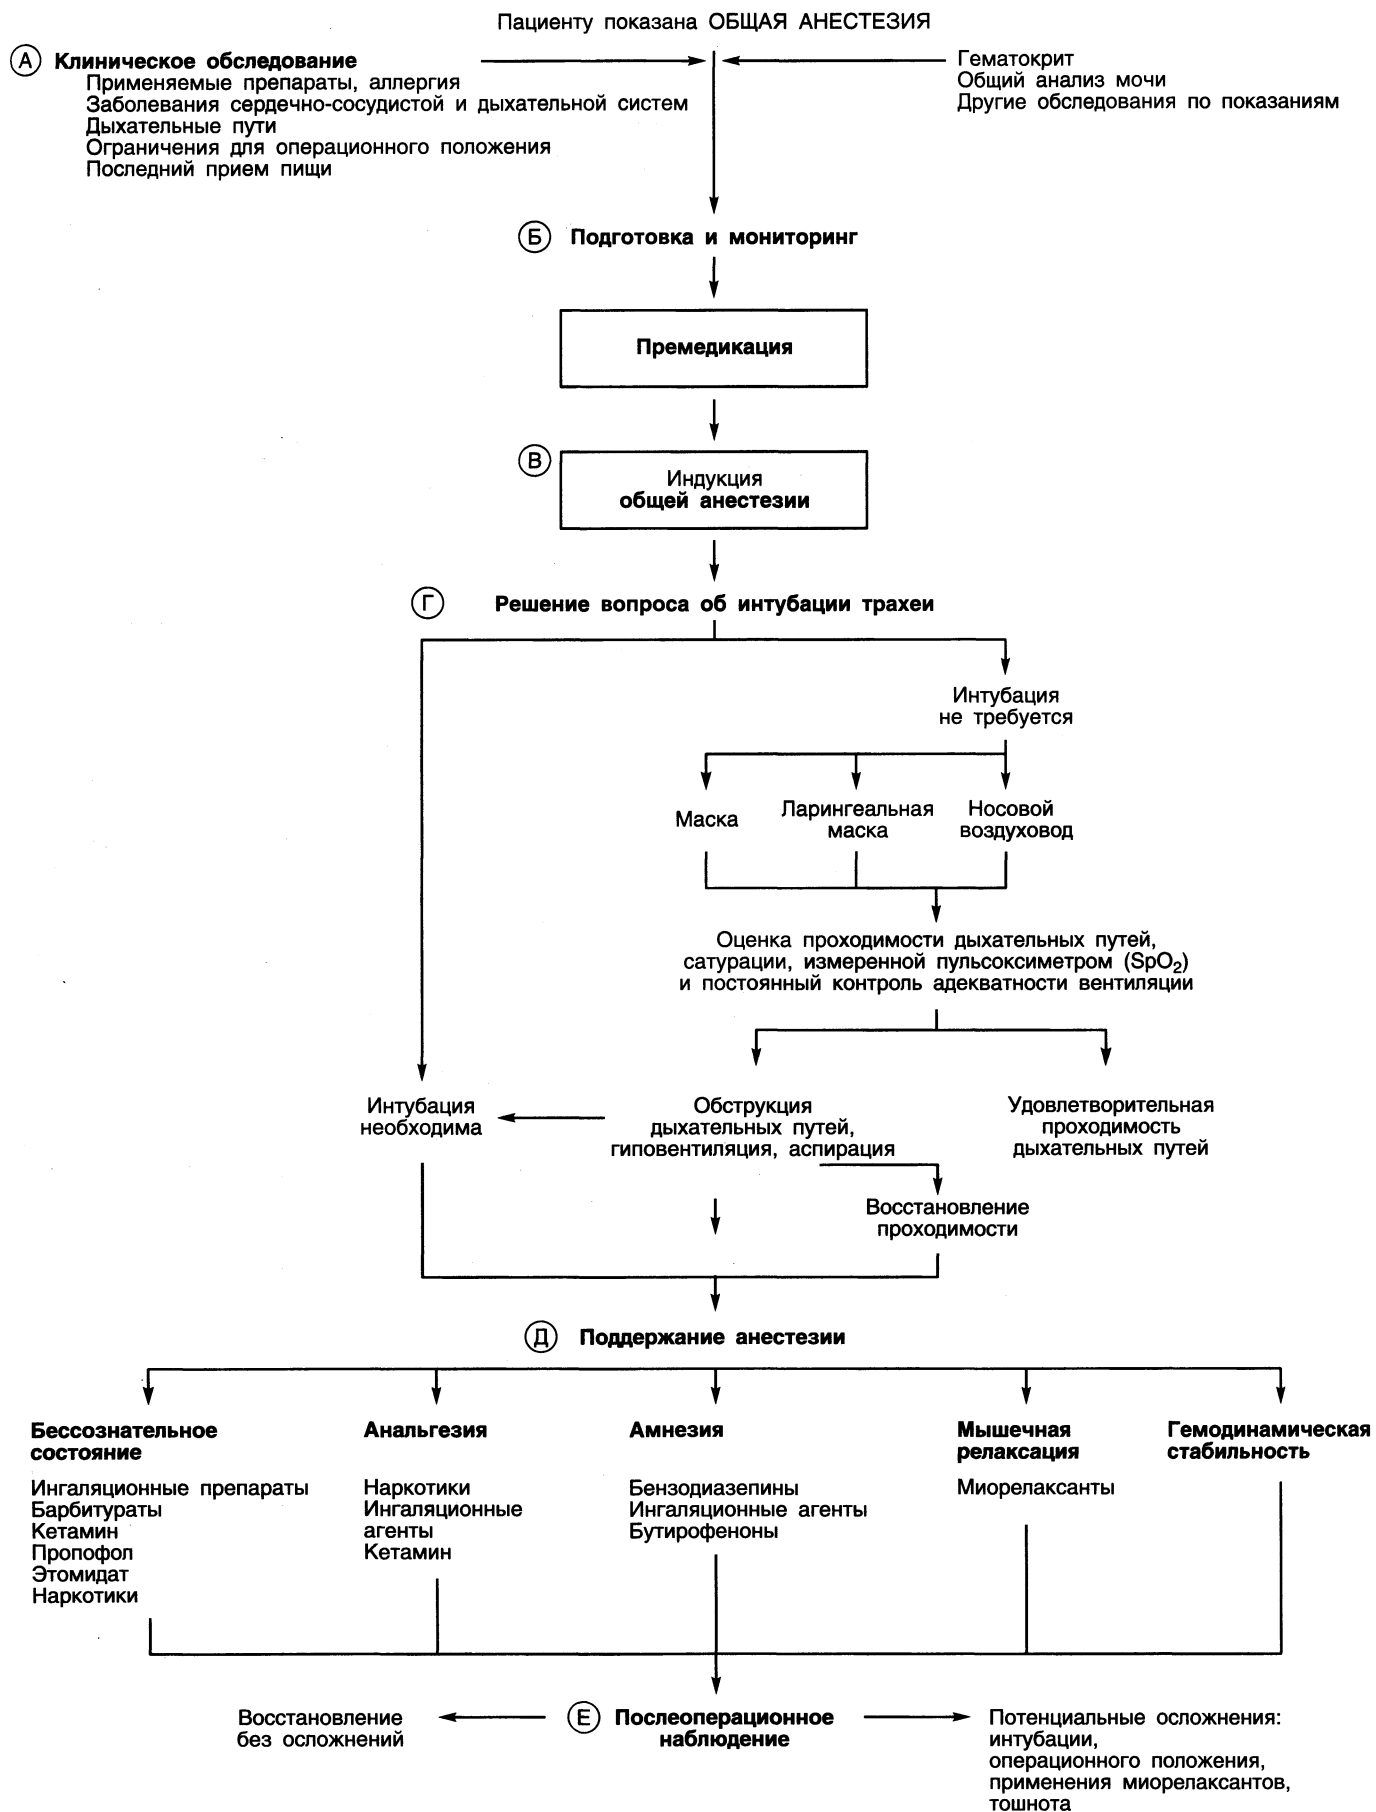 Пациенту показана ОБЩАЯ АНЕСТЕЗИЯ
А Клиническое обследование
Применяемые препараты, аллергия
Заболевания сердечно-сосудистой и дыхательной систем
Дыхательные пути
Ограничения для операционного положения
Последний прием пищи
Гематокрит
Общий анализ мочи
Другие обследования по показаниям
Б Подготовка и мониторинг
Премедикация
В
Индукция
общей анестезии
Г Решение вопроса об интубации трахеи
Интубация
не требуется
Маска
Ларингеальная
маска
Носовой
воздуховод
Оценка проходимости дыхательных путей,
сатурации, измеренной пульсоксиметром (SpO₂)
и постоянный контроль адекватности вентиляции
Интубация
необходима
Обструкция
дыхательных путей,
гиповентиляция, аспирация
Удовлетворительная
проходимость
дыхательных путей
Восстановление
проходимости
Д Поддержание анестезии
Бессознательное
состояние
Ингаляционные препараты
Барбитураты
Кетамин
Пропофол
Этомидат
Наркотики
Анальгезия
Наркотики
Ингаляционные
агенты
Кетамин
Амнезия
Бензодиазепины
Ингаляционные агенты
Бутирофеноны
Мышечная
релаксация
Миорелаксанты
Гемодинамическая
стабильность
Восстановление
без осложнений
Е Послеоперационное
наблюдение
Потенциальные осложнения:
интубации,
операционного положения,
применения миорелаксантов,
тошнота